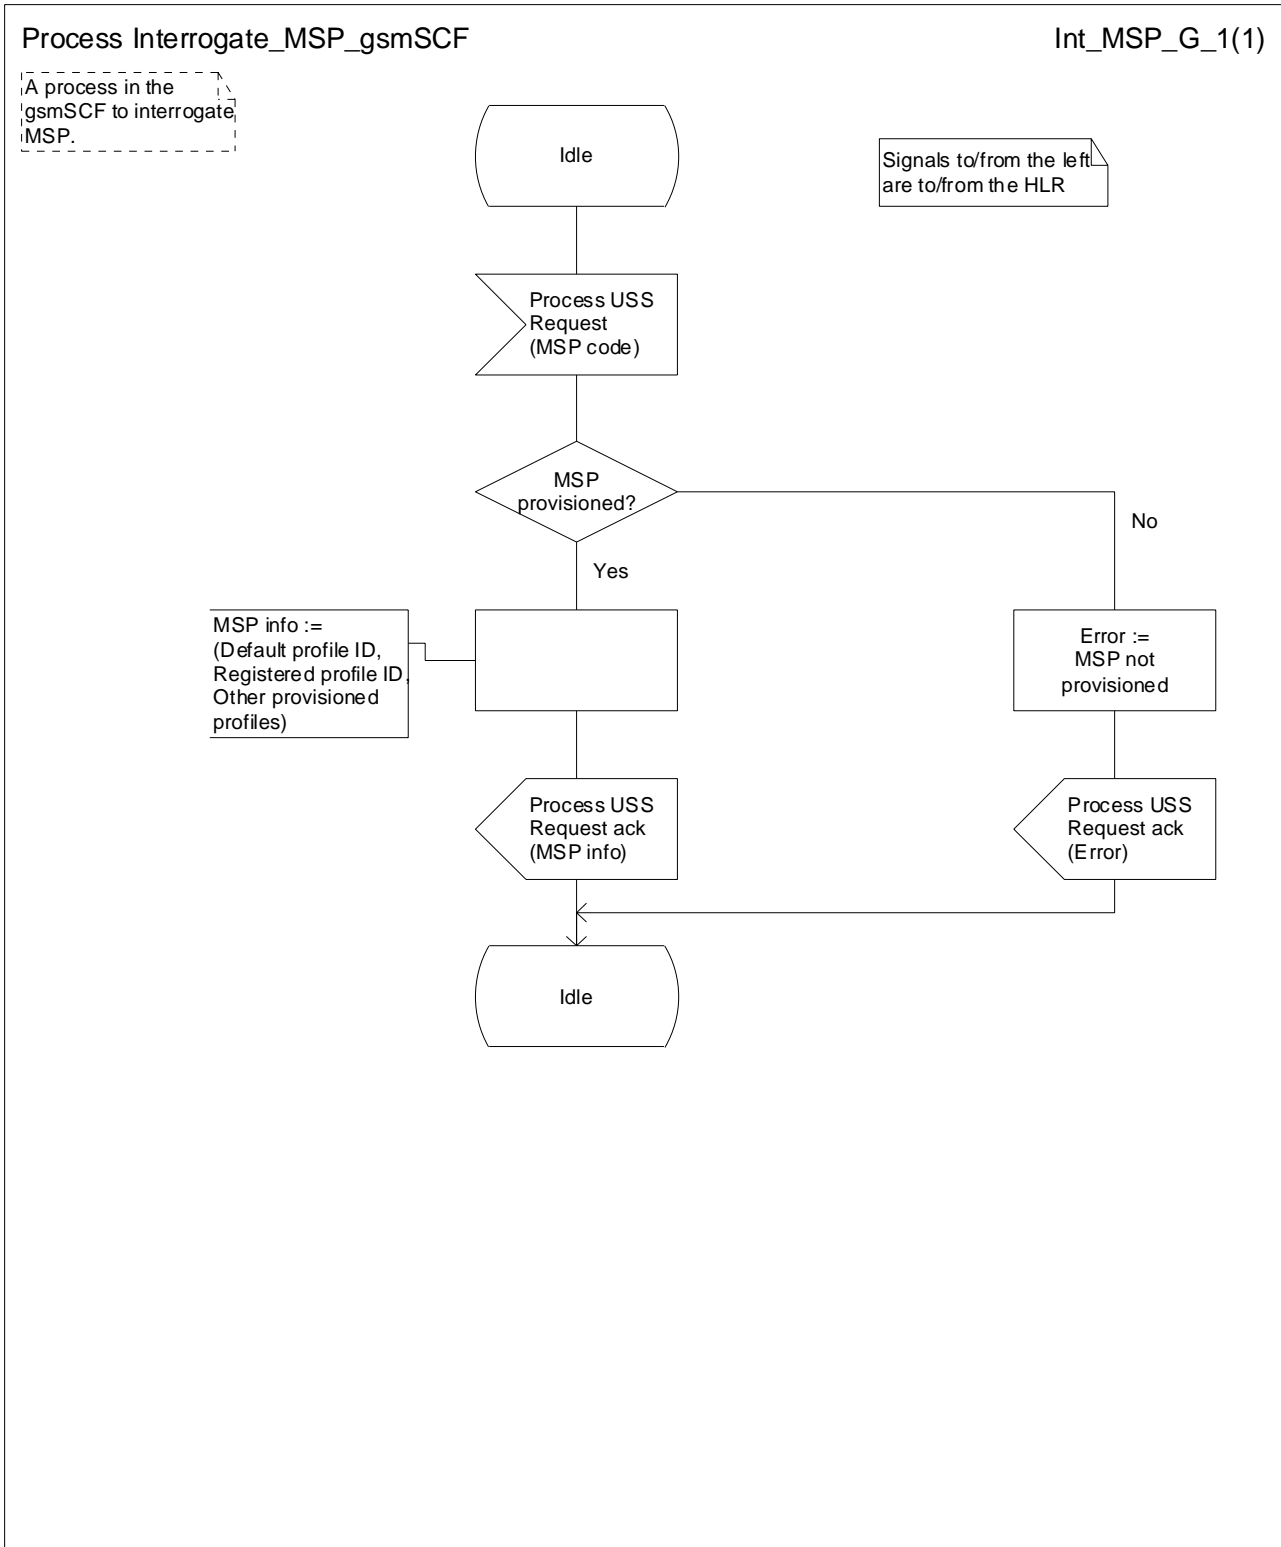 Process Interrogate_MSP_gsmSCF
Int_MSP_G_1(1)
A process in the
gsmSCF to interrogate
MSP.
Idle
Signals to/from the left
are to/from the HLR
Process USS
Request
(MSP code)
MSP
provisioned?
No
Yes
MSP info :=
(Default profile ID,
Registered profile ID,
Other provisioned
profiles)
Error :=
MSP not
provisioned
Process USS
Request ack
(MSP info)
Process USS
Request ack
(Error)
Idle